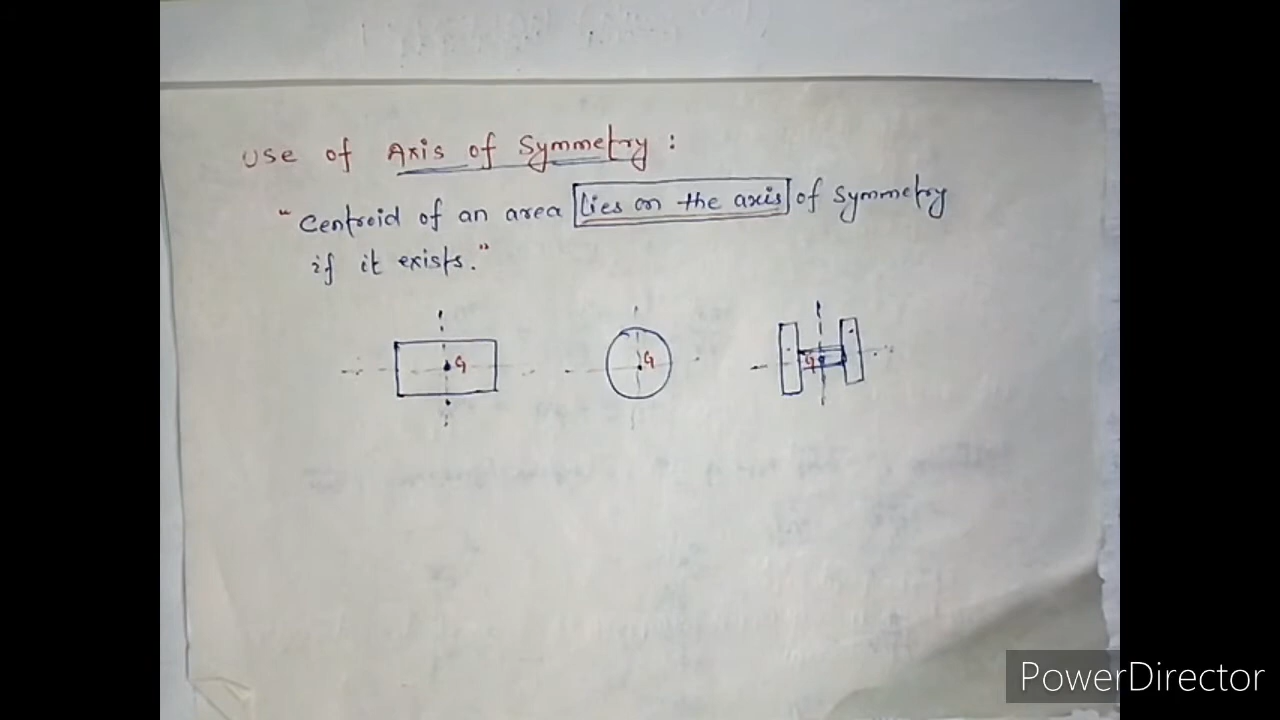 Use of Axis of Symmetry :
"Centroid of an area lies on the axis of symmetry
if it exists."
G G G
PowerDirector